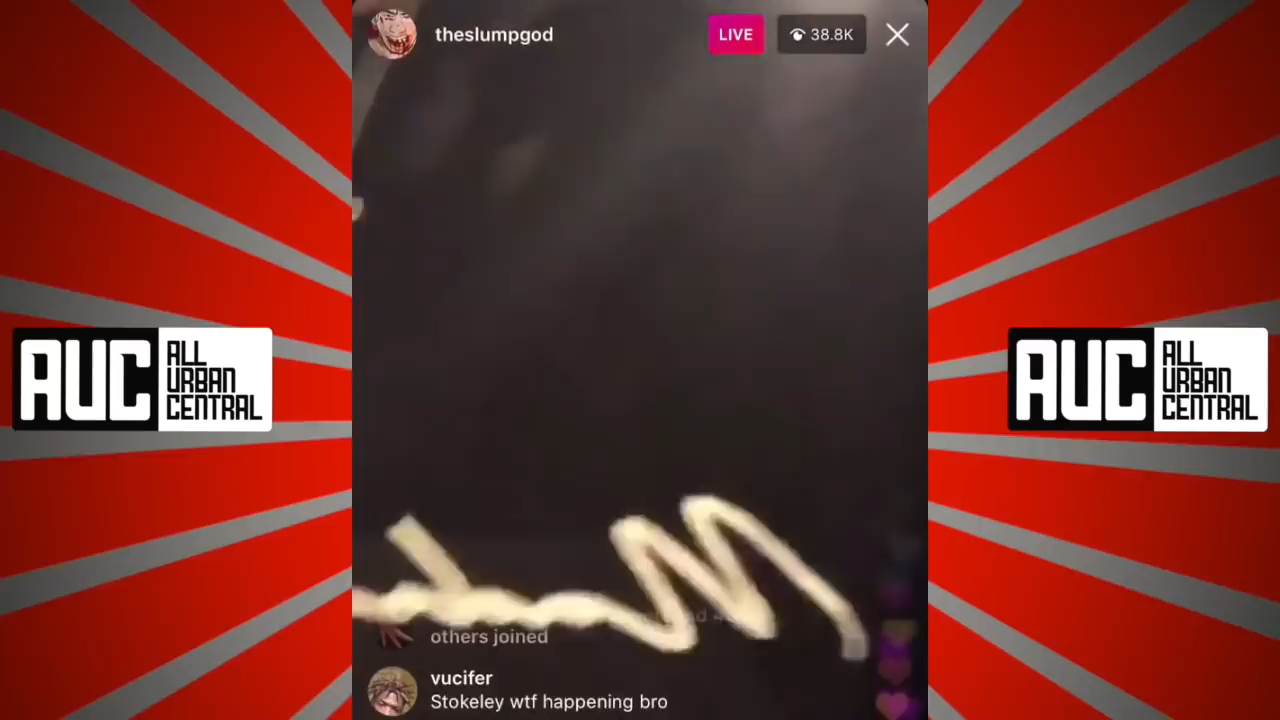 theslumpgod
LIVE
38.8K
AUC
ALL
URBAN
CENTRAL
AUC
ALL
URBAN
CENTRAL
others joined
vucifer
Stokeley wtf happening bro